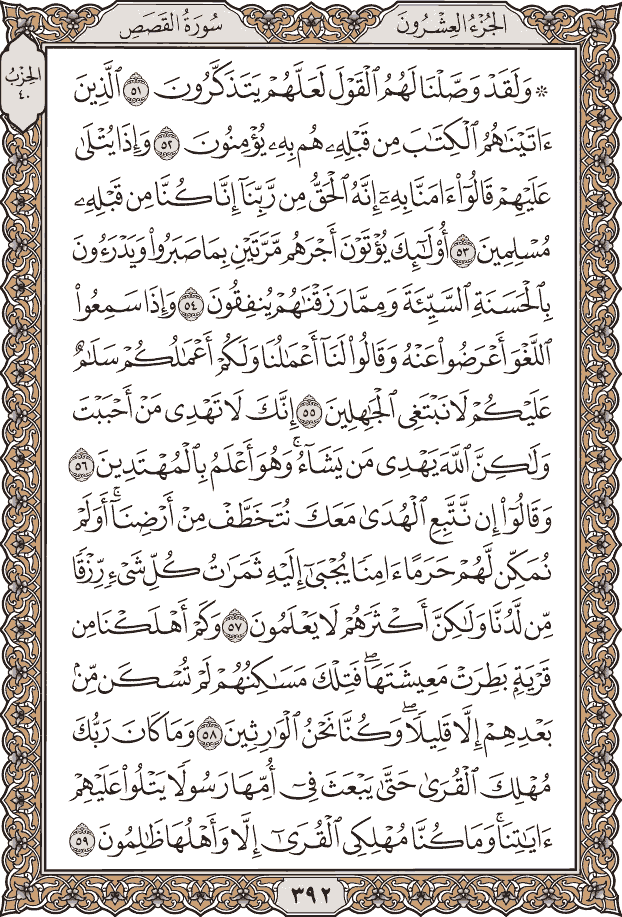 الجُزْءُ العِشْرُونَ
سُورَةُ القَصَصِ
الحِزْبُ
٤٠
۞ وَلَقَدْ وَصَّلْنَا لَهُمُ ٱلْقَوْلَ لَعَلَّهُمْ يَتَذَكَّرُونَ ٥١ ٱلَّذِينَ
ءَاتَيْنَٰهُمُ ٱلْكِتَٰبَ مِن قَبْلِهِۦ هُم بِهِۦ يُؤْمِنُونَ ٥٢ وَإِذَا يُتْلَىٰ
عَلَيْهِمْ قَالُوٓا۟ ءَامَنَّا بِهِۦٓ إِنَّهُ ٱلْحَقُّ مِن رَّبِّنَآ إِنَّا كُنَّا مِن قَبْلِهِۦ
مُسْلِمِينَ ٥٣ أُو۟لَٰٓئِكَ يُؤْتَوْنَ أَجْرَهُم مَّرَّتَيْنِ بِمَا صَبَرُوا۟ وَيَدْرَءُونَ
بِٱلْحَسَنَةِ ٱلسَّيِّئَةَ وَمِمَّا رَزَقْنَٰهُمْ يُنفِقُونَ ٥٤ وَإِذَا سَمِعُوا۟
ٱللَّغْوَ أَعْرَضُوا۟ عَنْهُ وَقَالُوا۟ لَنَآ أَعْمَٰلُنَا وَلَكُمْ أَعْمَٰلُكُمْ سَلَٰمٌ
عَلَيْكُمْ لَا نَبْتَغِى ٱلْجَٰهِلِينَ ٥٥ إِنَّكَ لَا تَهْدِى مَنْ أَحْبَبْتَ
وَلَٰكِنَّ ٱللَّهَ يَهْدِى مَن يَشَآءُ ۚ وَهُوَ أَعْلَمُ بِٱلْمُهْتَدِينَ ٥٦
وَقَالُوٓا۟ إِن نَّتَّبِعِ ٱلْهُدَىٰ مَعَكَ نُتَخَطَّفْ مِنْ أَرْضِنَآ ۚ أَوَلَمْ
نُمَكِّن لَّهُمْ حَرَمًا ءَامِنًا يُجْبَىٰٓ إِلَيْهِ ثَمَرَٰتُ كُلِّ شَىْءٍ رِّزْقًا
مِّن لَّدُنَّا وَلَٰكِنَّ أَكْثَرَهُمْ لَا يَعْلَمُونَ ٥٧ وَكَمْ أَهْلَكْنَا مِن
قَرْيَةٍۭ بَطِرَتْ مَعِيشَتَهَا ۖ فَتِلْكَ مَسَٰكِنُهُمْ لَمْ تُسْكَن مِّنۢ
بَعْدِهِمْ إِلَّا قَلِيلًا ۖ وَكُنَّا نَحْنُ ٱلْوَٰرِثِينَ ٥٨ وَمَا كَانَ رَبُّكَ
مُهْلِكَ ٱلْقُرَىٰ حَتَّىٰ يَبْعَثَ فِىٓ أُمِّهَا رَسُولًا يَتْلُوا۟ عَلَيْهِمْ
ءَايَٰتِنَا ۚ وَمَا كُنَّا مُهْلِكِى ٱلْقُرَىٰٓ إِلَّا وَأَهْلُهَا ظَٰلِمُونَ ٥٩
٣٩٢